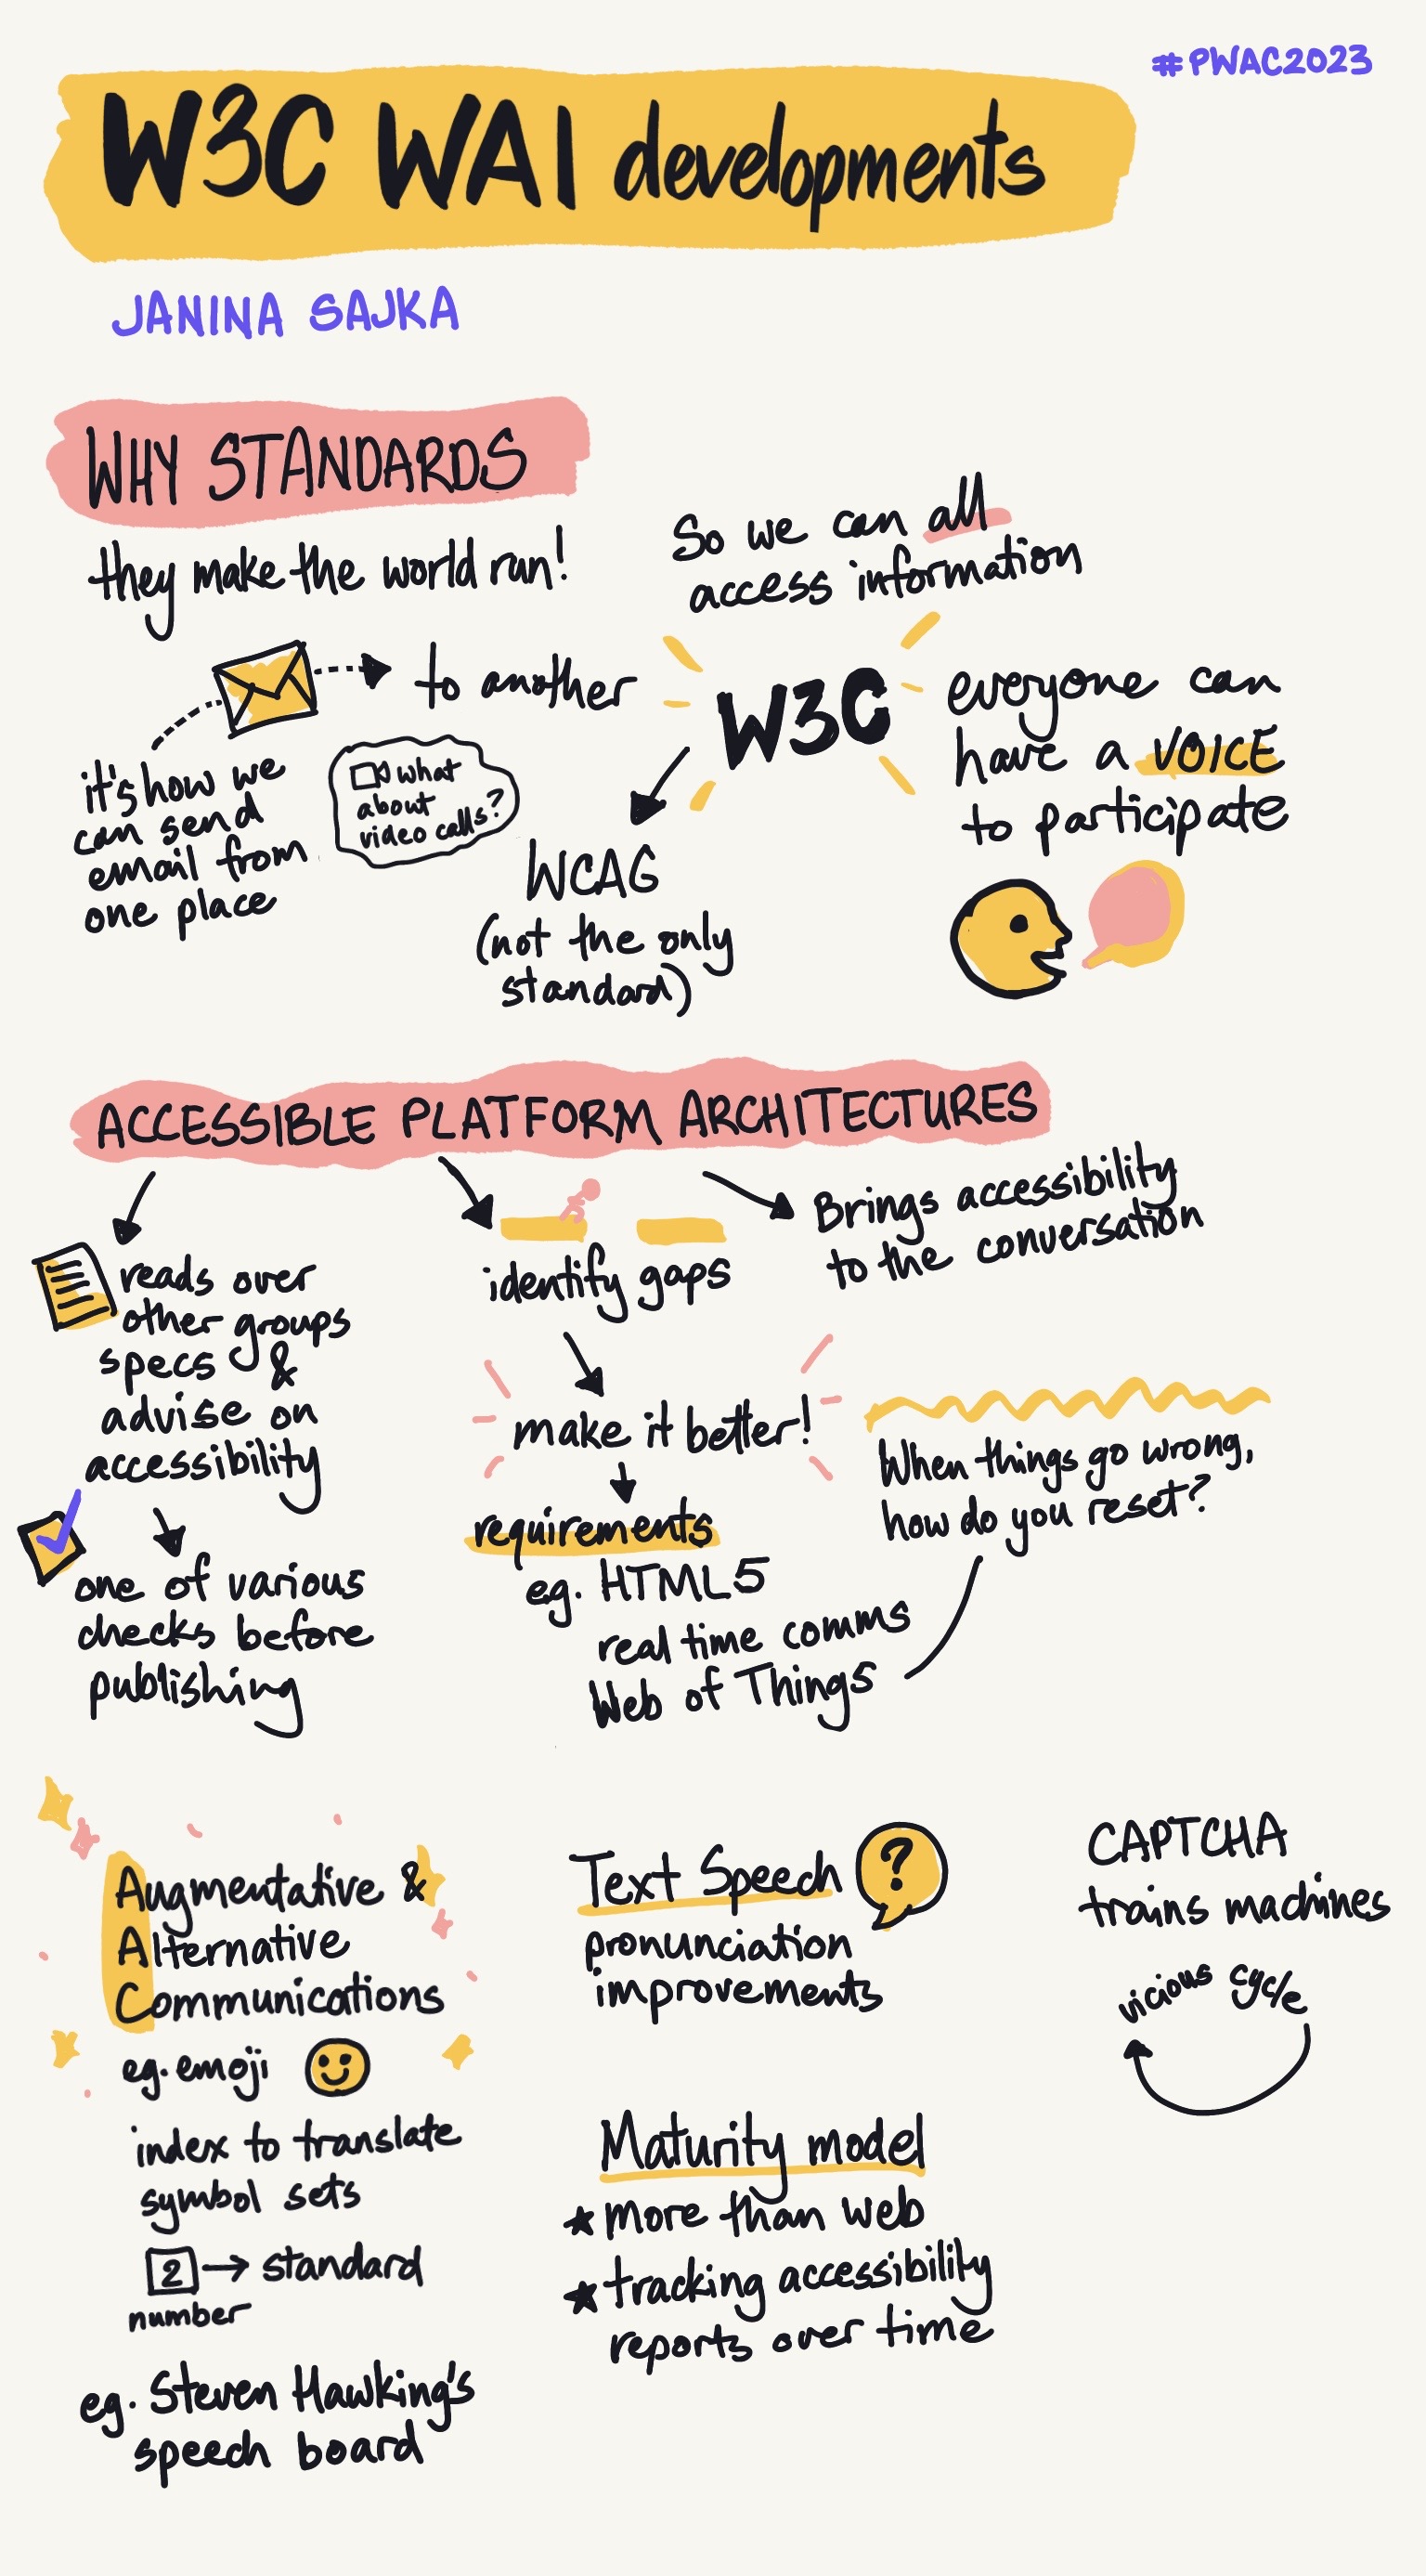 #PWAC2023
W3C WAI developments
JANINA SAJKA
WHY STANDARDS
they make the world run!
it's how we
can send
email from
one place
to another
what
about
video calls?
So we can all
access information
W3C
everyone can
have a VOICE
to participate
WCAG
(not the only
standard)
ACCESSIBLE PLATFORM ARCHITECTURES
reads over
other groups
specs &
advise on
accessibility
one of various
checks before
publishing
identify gaps
make it better!
requirements
eg. HTML5
real time comms
Web of Things
Brings accessibility
to the conversation
When things go wrong,
how do you reset?
Augmentative &
Alternative
Communications
eg. emoji
index to translate
symbol sets
2 → standard
number
eg. Steven Hawking's
speech board
Text Speech ?
pronunciation
improvements
Maturity model
★ more than web
★ tracking accessibility
reports over time
CAPTCHA
trains machines
vicious cycle